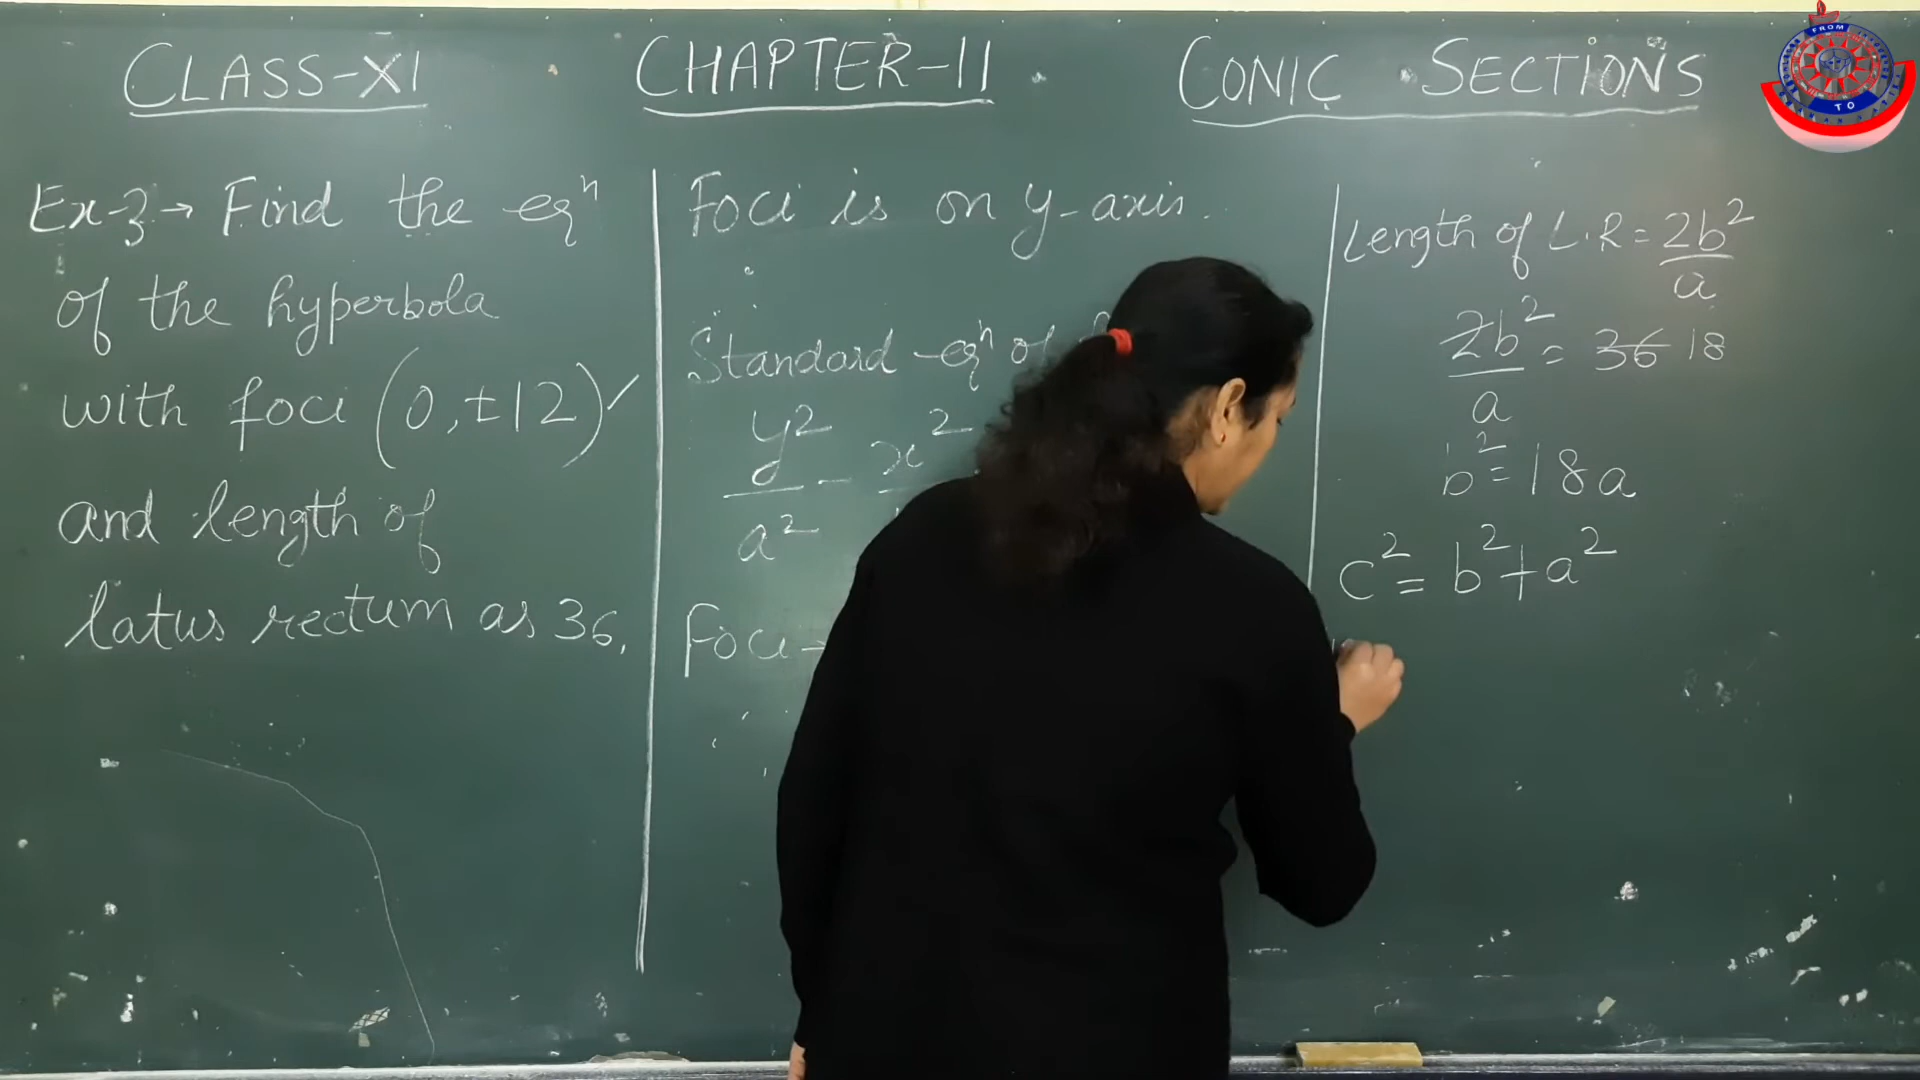 CLASS-XI CHAPTER-11 CONIC SECTIONS
Ex-3 → Find the eqⁿ
of the hyperbola
with foci (0, ±12) ✓
and length of
latus rectum as 36.
Foci is on y-axis.
Standard eqⁿ of
y² - x²
a²
Foci →
Length of L.R = 2b²
a
2b² = 36 18
a
b² = 18a
c² = b² + a²
FROM
TO